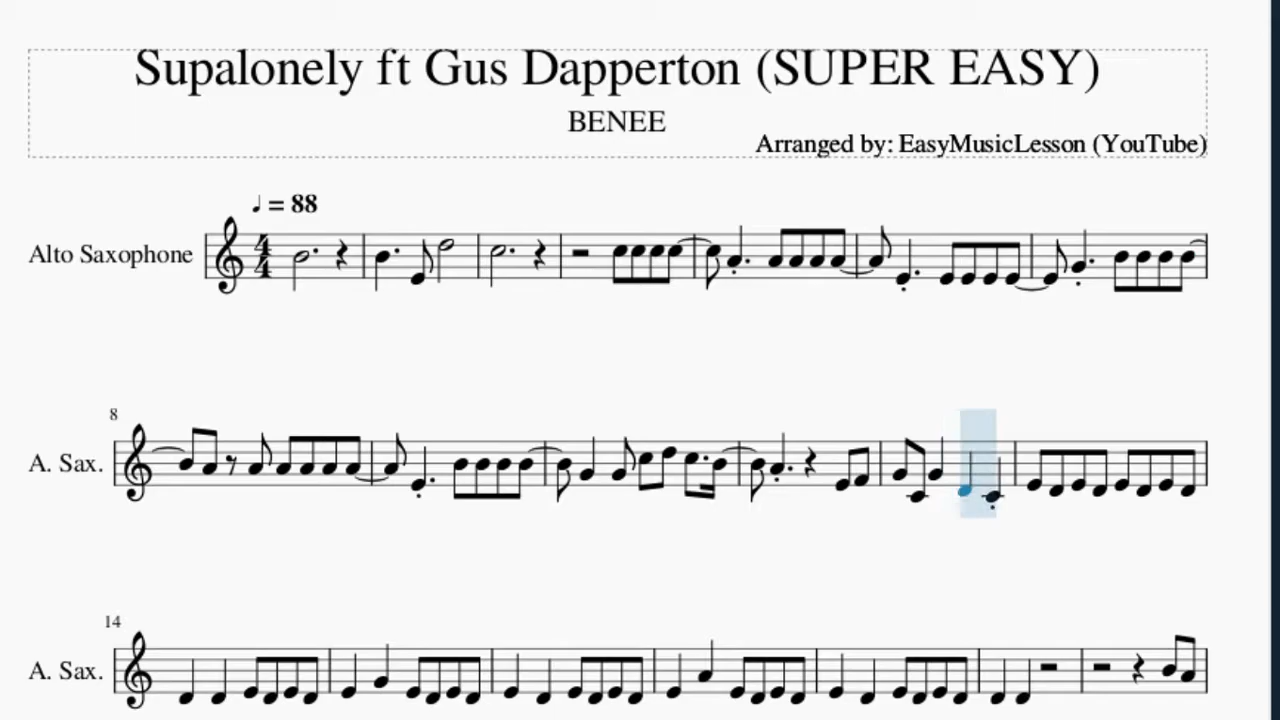 Supalonely ft Gus Dapperton (SUPER EASY)
BENEE
Arranged by: EasyMusicLesson (YouTube)
♩ = 88
Alto Saxophone
8
A. Sax.
14
A. Sax.